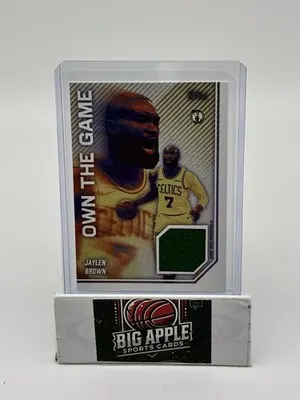 Topps
OWN THE GAME
CELTICS
CELTICS
7
JAYLEN
BROWN
BIG APPLE
SPORTS CARDS